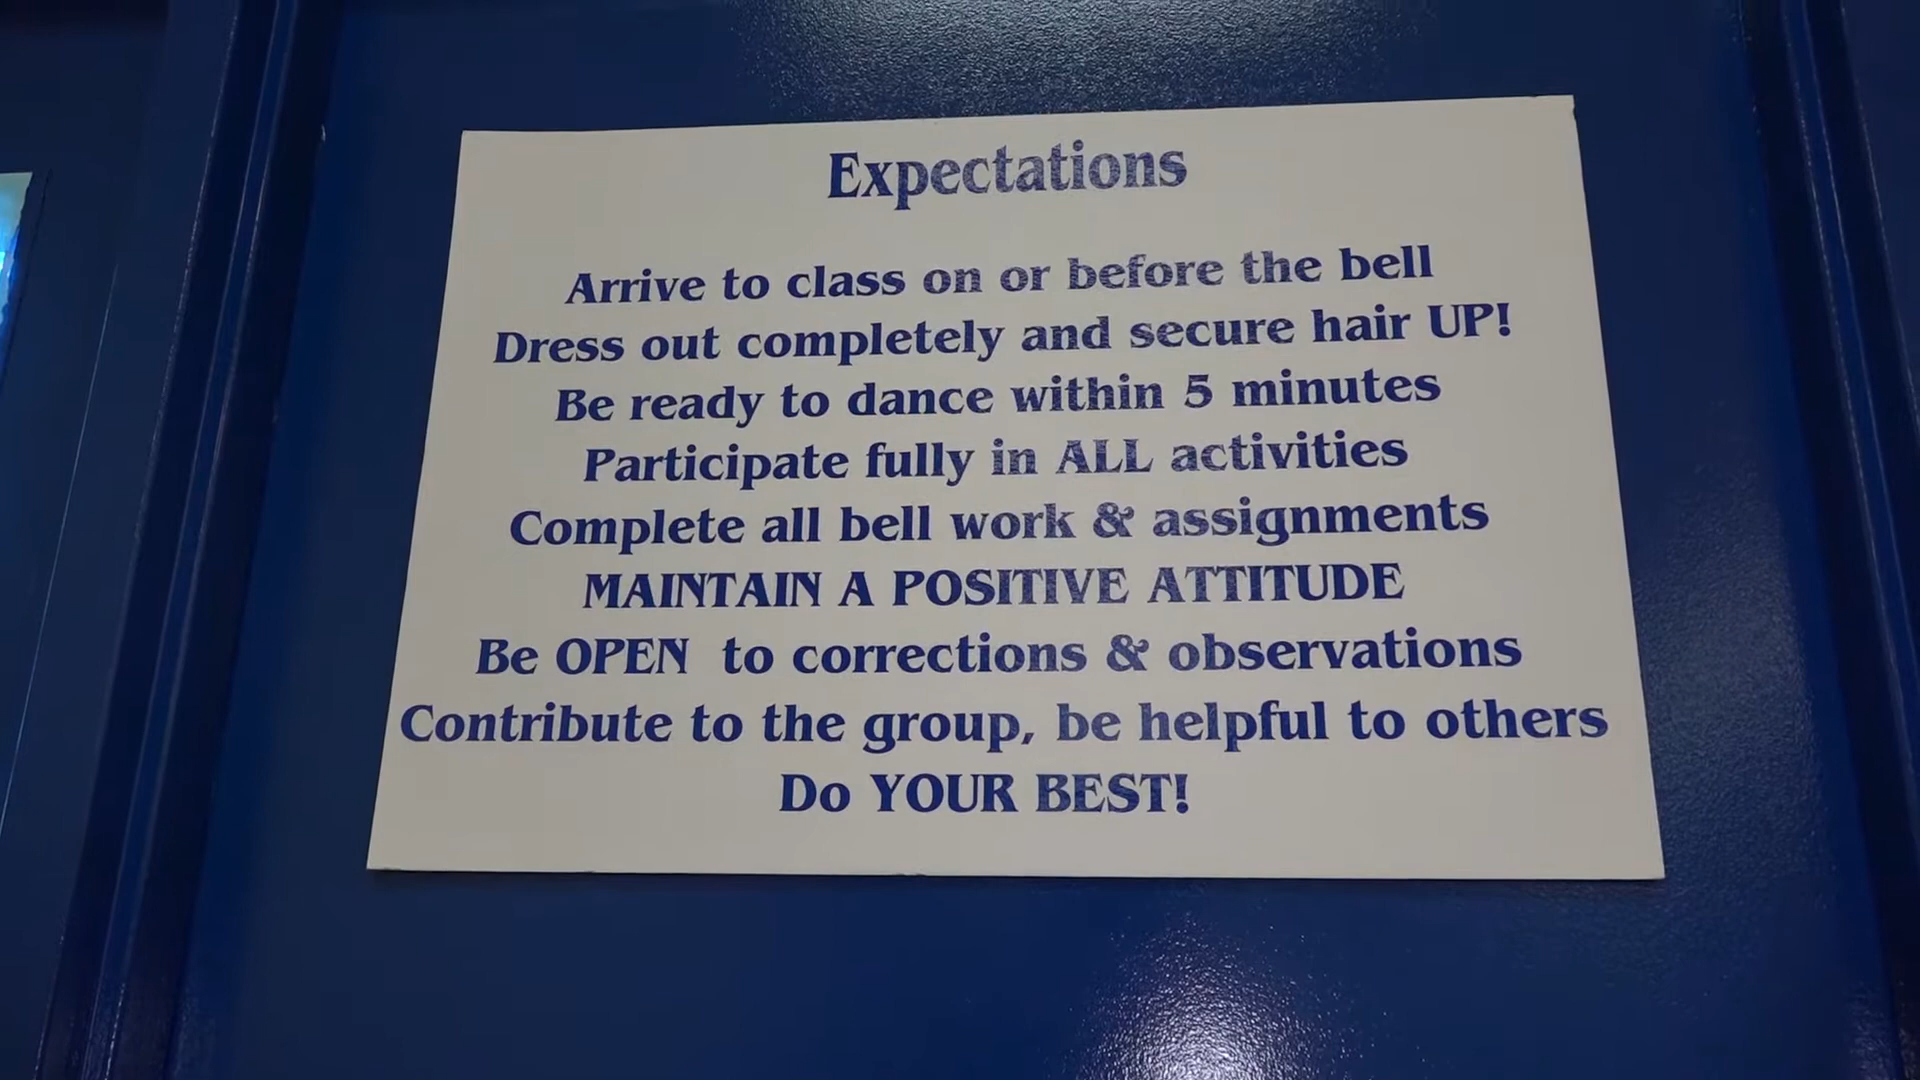 Expectations
Arrive to class on or before the bell
Dress out completely and secure hair UP!
Be ready to dance within 5 minutes
Participate fully in ALL activities
Complete all bell work & assignments
MAINTAIN A POSITIVE ATTITUDE
Be OPEN to corrections & observations
Contribute to the group, be helpful to others
Do YOUR BEST!